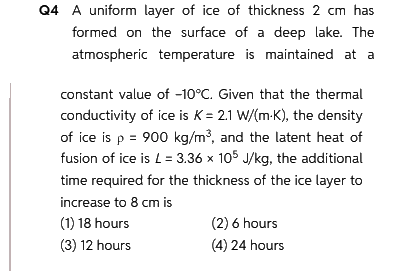 Q4 A uniform layer of ice of thickness 2 cm has
formed on the surface of a deep lake. The
atmospheric temperature is maintained at a
constant value of –10°C. Given that the thermal
conductivity of ice is K = 2.1 W/(m·K), the density
of ice is ρ = 900 kg/m³, and the latent heat of
fusion of ice is L = 3.36 × 10⁵ J/kg, the additional
time required for the thickness of the ice layer to
increase to 8 cm is
(1) 18 hours (2) 6 hours
(3) 12 hours (4) 24 hours